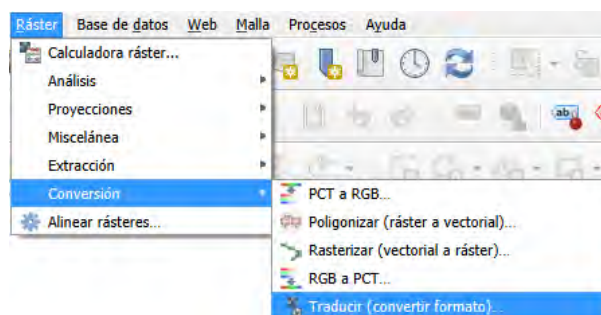 Ráster Base de datos Web Malla Procesos Ayuda
Calculadora ráster...
Análisis
Proyecciones
Miscelánea
Extracción
Conversión
Alinear rásteres...
PCT a RGB...
Poligonizar (ráster a vectorial)...
Rasterizar (vectorial a ráster)...
RGB a PCT...
Traducir (convertir formato)...
abc